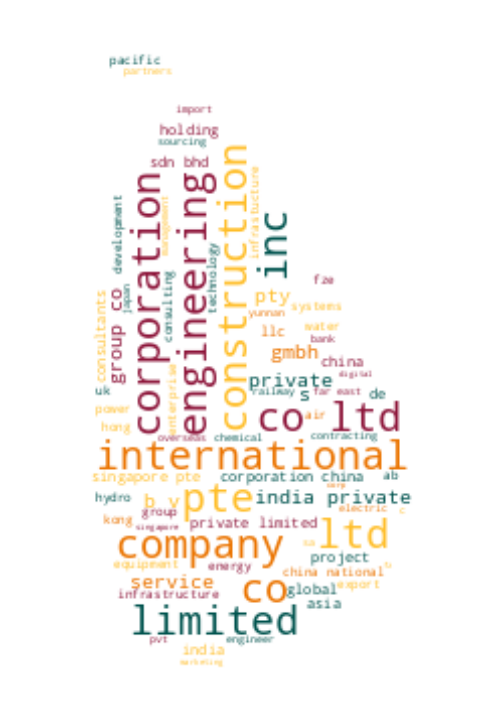 pacific
partners
import
holding
sourcing
sdn bhd
corporation
engineering
construction
inc
infrastucture
management
development
technology
consulting
japan
group co
consultants
enterprise
fze
pty
systems
yunnan
water
llc
bank
gmbh
china
digital
private
uk
railway
s
far east
de
power
air
co ltd
hong
overseas
chemical
contracting
international
singapore pte
corporation china
ab
corp
hydro
b v
pte
india private
electric
c
group
kong
singapore
private limited
ltd
company
project
equipment
energy
china national
service
co
global
export
infrastructure
asia
limited
pvt
engineer
india
marketing